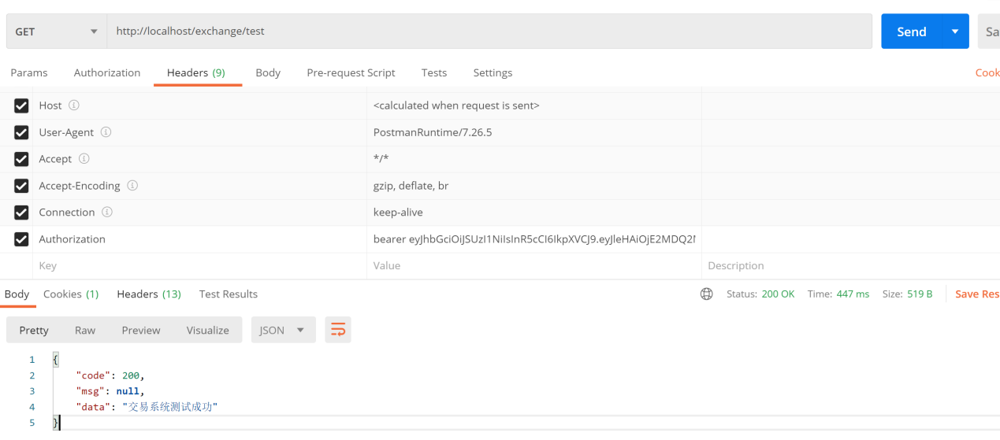 GET http://localhost/exchange/test Send Sa
Params Authorization Headers (9) Body Pre-request Script Tests Settings Cook
Host <calculated when request is sent>
User-Agent PostmanRuntime/7.26.5
Accept */*
Accept-Encoding gzip, deflate, br
Connection keep-alive
Authorization bearer eyJhbGciOiJSUzI1NiIsInR5cCI6IkpXVCJ9.eyJleHAiOjE2MDQ2
Key Value Description
Body Cookies (1) Headers (13) Test Results Status: 200 OK Time: 447 ms Size: 519 B Save Res
Pretty Raw Preview Visualize JSON
1 {
2 "code": 200,
3 "msg": null,
4 "data": "交易系统测试成功"
5 }